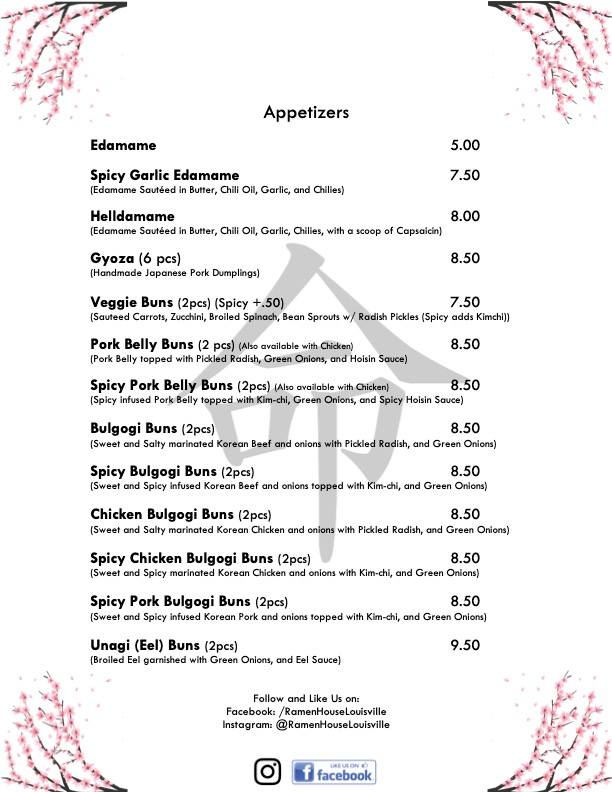 Appetizers
Edamame 5.00
Spicy Garlic Edamame 7.50
(Edamame Sautéed in Butter, Chili Oil, Garlic, and Chilies)
Helldamame 8.00
(Edamame Sautéed in Butter, Chili Oil, Garlic, Chilies, with a scoop of Capsaicin)
Gyoza (6 pcs) 8.50
(Handmade Japanese Pork Dumplings)
Veggie Buns (2pcs) (Spicy +.50) 7.50
(Sauteed Carrots, Zucchini, Broiled Spinach, Bean Sprouts w/ Radish Pickles (Spicy adds Kimchi))
Pork Belly Buns (2 pcs) (Also available with Chicken) 8.50
(Pork Belly topped with Pickled Radish, Green Onions, and Hoisin Sauce)
Spicy Pork Belly Buns (2pcs) (Also available with Chicken) 8.50
(Spicy infused Pork Belly topped with Kim-chi, Green Onions, and Spicy Hoisin Sauce)
Bulgogi Buns (2pcs) 8.50
(Sweet and Salty marinated Korean Beef and onions with Pickled Radish, and Green Onions)
Spicy Bulgogi Buns (2pcs) 8.50
(Sweet and Spicy infused Korean Beef and onions topped with Kim-chi, and Green Onions)
Chicken Bulgogi Buns (2pcs) 8.50
(Sweet and Salty marinated Korean Chicken and onions with Pickled Radish, and Green Onions)
Spicy Chicken Bulgogi Buns (2pcs) 8.50
(Sweet and Spicy marinated Korean Chicken and onions with Kim-chi, and Green Onions)
Spicy Pork Bulgogi Buns (2pcs) 8.50
(Sweet and Spicy infused Korean Pork and onions topped with Kim-chi, and Green Onions)
Unagi (Eel) Buns (2pcs) 9.50
(Broiled Eel garnished with Green Onions, and Eel Sauce)
命
Follow and Like Us on:
Facebook: /RamenHouseLouisville
Instagram: @RamenHouseLouisville
LIKE US ON
facebook